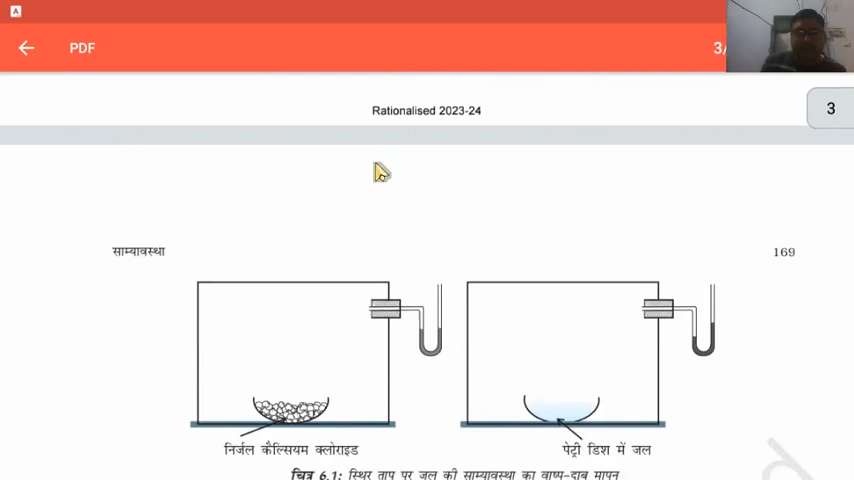 A
PDF
3/
Rationalised 2023-24
3
साम्यावस्था
169
निर्जल कैल्सियम क्लोराइड
पेट्री डिश में जल
चित्र 6.1: स्थिर ताप पर जल की साम्यावस्था का वाष्प-दाब मापन